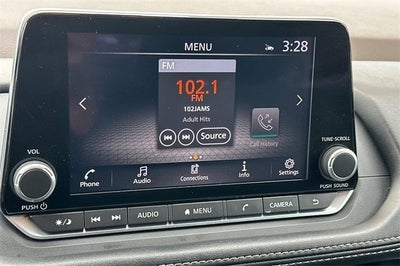 MENU 3:28
FM
102.1
FM
102JAMS
Adult Hits
Source
Call History
Phone Audio Connections Info Settings
VOL
PUSH
TUNE·SCROLL
PUSH SOUND
AUDIO MENU CAMERA